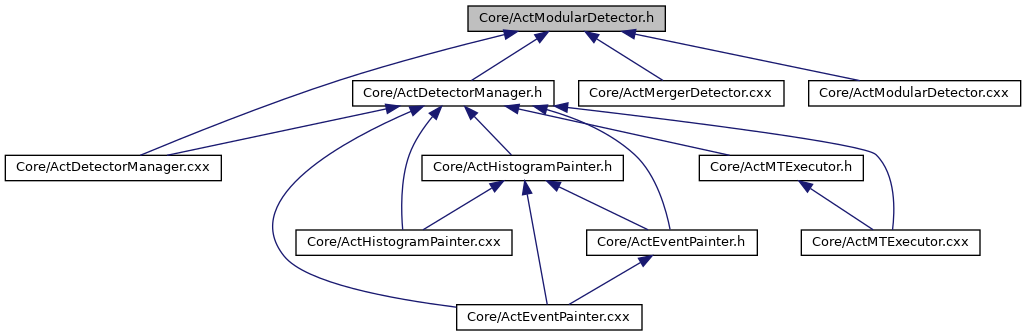 Core/ActModularDetector.h
Core/ActDetectorManager.h
Core/ActMergerDetector.cxx
Core/ActModularDetector.cxx
Core/ActDetectorManager.cxx
Core/ActHistogramPainter.h
Core/ActMTExecutor.h
Core/ActHistogramPainter.cxx
Core/ActEventPainter.h
Core/ActMTExecutor.cxx
Core/ActEventPainter.cxx